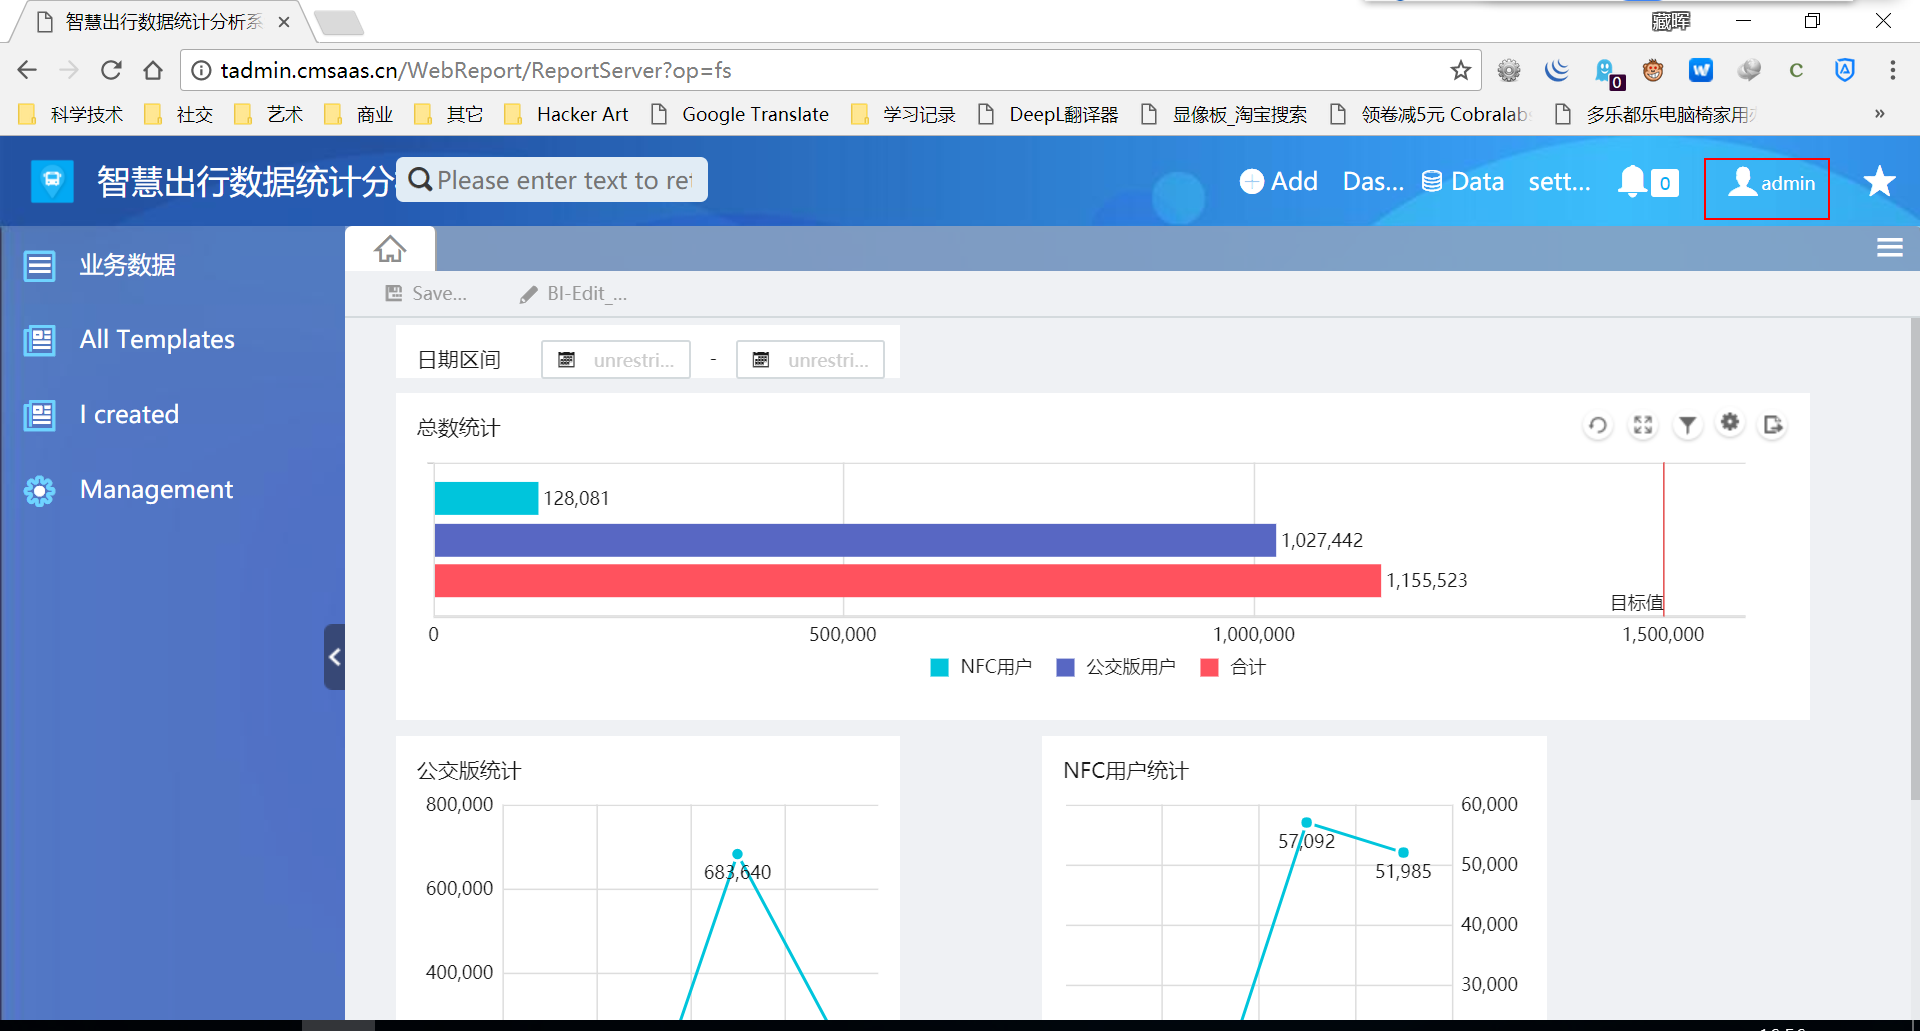 智慧出行数据统计分析系
藏晖
tadmin.cmsaas.cn/WebReport/ReportServer?op=fs
0
W
C
科学技术 社交 艺术 商业 其它 Hacker Art Google Translate 学习记录 DeepL翻译器 显像板_淘宝搜索 领卷减5元 Cobralab 多乐都乐电脑椅家用 »
智慧出行数据统计分
Please enter text to ret
Add Das... Data sett... 0 admin
业务数据
All Templates
I created
Management
Save... BI-Edit_...
日期区间 unrestri... - unrestri...
总数统计
128,081
1,027,442
1,155,523
目标值
0 500,000 1,000,000 1,500,000
NFC用户 公交版用户 合计
公交版统计
800,000
683,640
600,000
400,000
NFC用户统计
60,000
57,092
51,985
50,000
40,000
30,000